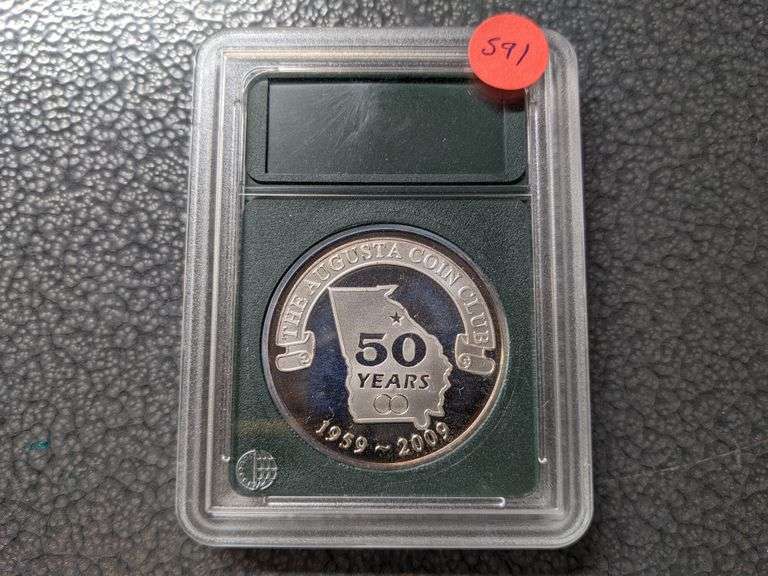 591
THE AUGUSTA COIN CLUB
50
YEARS
1959 ~ 2009